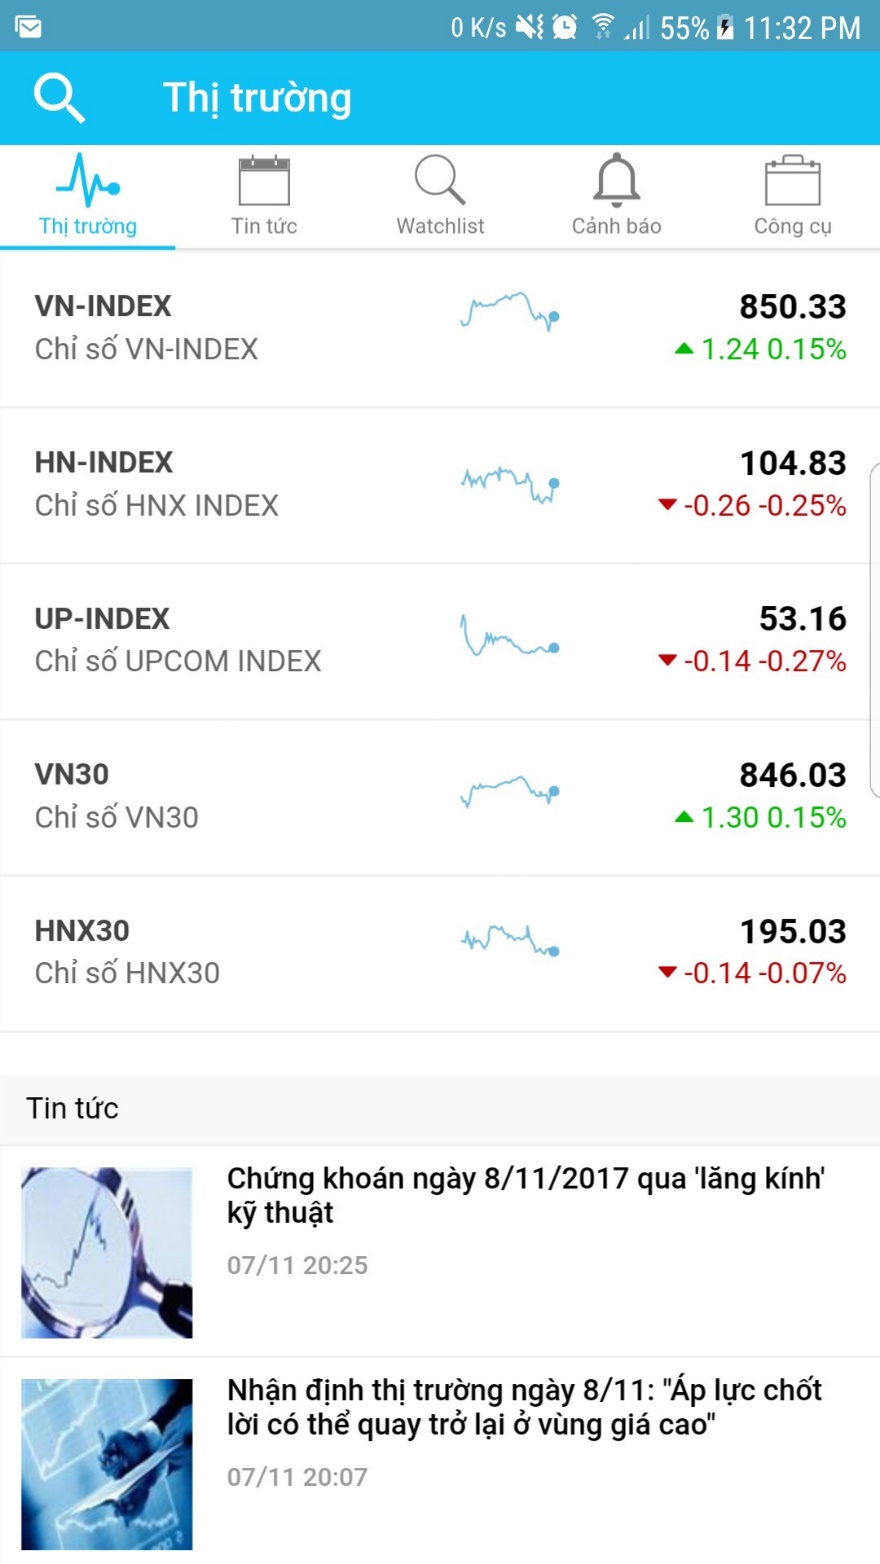 0 K/s 55% 11:32 PM
Thị trường
Thị trường Tin tức Watchlist Cảnh báo Công cụ
VN-INDEX 850.33
Chỉ số VN-INDEX 1.24 0.15%
HN-INDEX 104.83
Chỉ số HNX INDEX -0.26 -0.25%
UP-INDEX 53.16
Chỉ số UPCOM INDEX -0.14 -0.27%
VN30 846.03
Chỉ số VN30 1.30 0.15%
HNX30 195.03
Chỉ số HNX30 -0.14 -0.07%
Tin tức
Chứng khoán ngày 8/11/2017 qua 'lăng kính'
kỹ thuật
07/11 20:25
Nhận định thị trường ngày 8/11: "Áp lực chốt
lời có thể quay trở lại ở vùng giá cao"
07/11 20:07